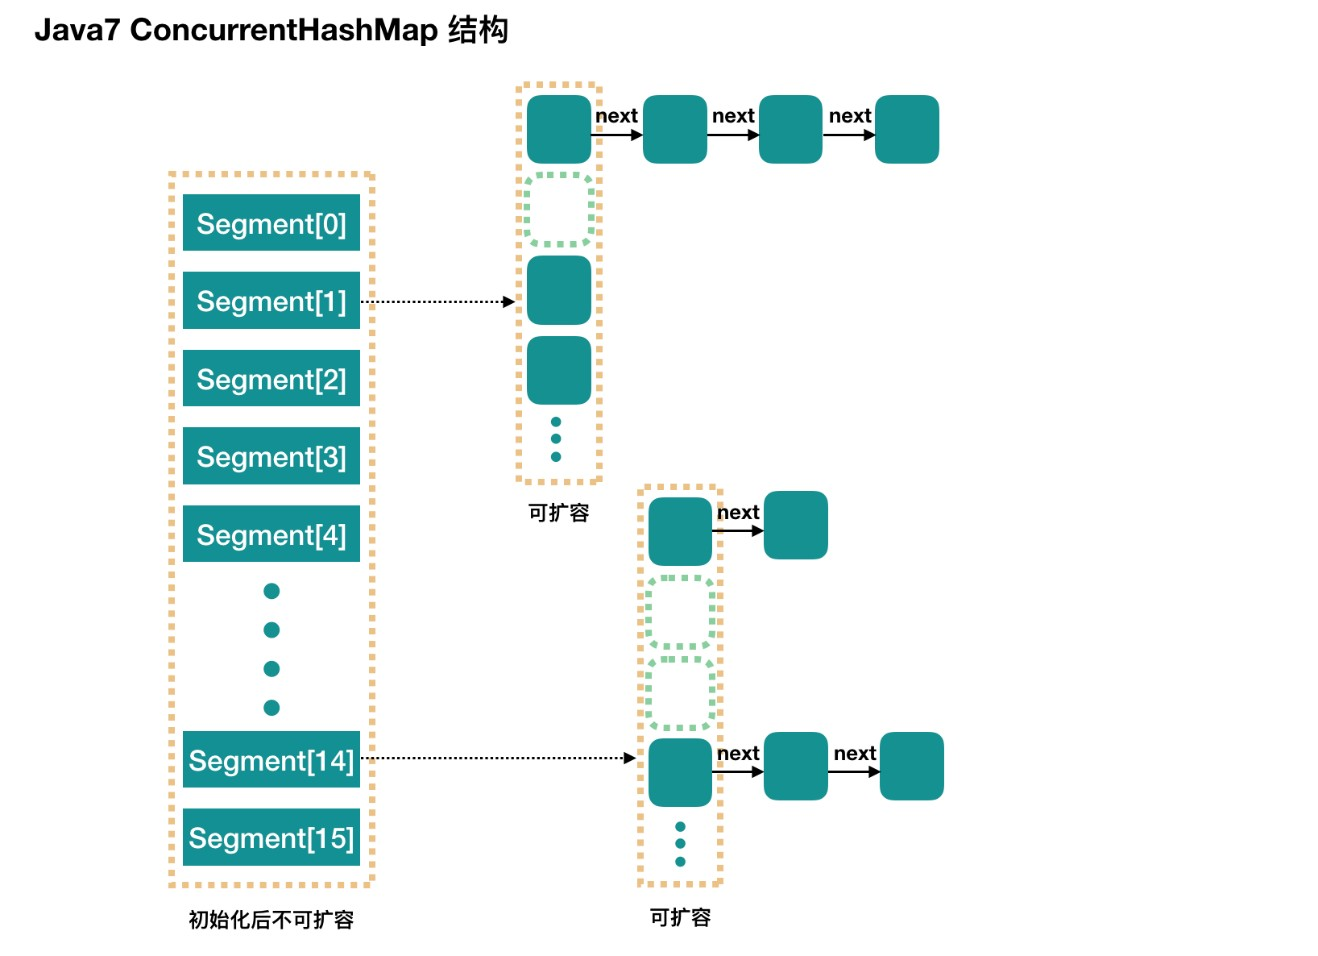 Java7 ConcurrentHashMap 结构
next next next
Segment[0]
Segment[1]
Segment[2]
Segment[3]
Segment[4]
可扩容
next
Segment[14]
next next
Segment[15]
初始化后不可扩容
可扩容